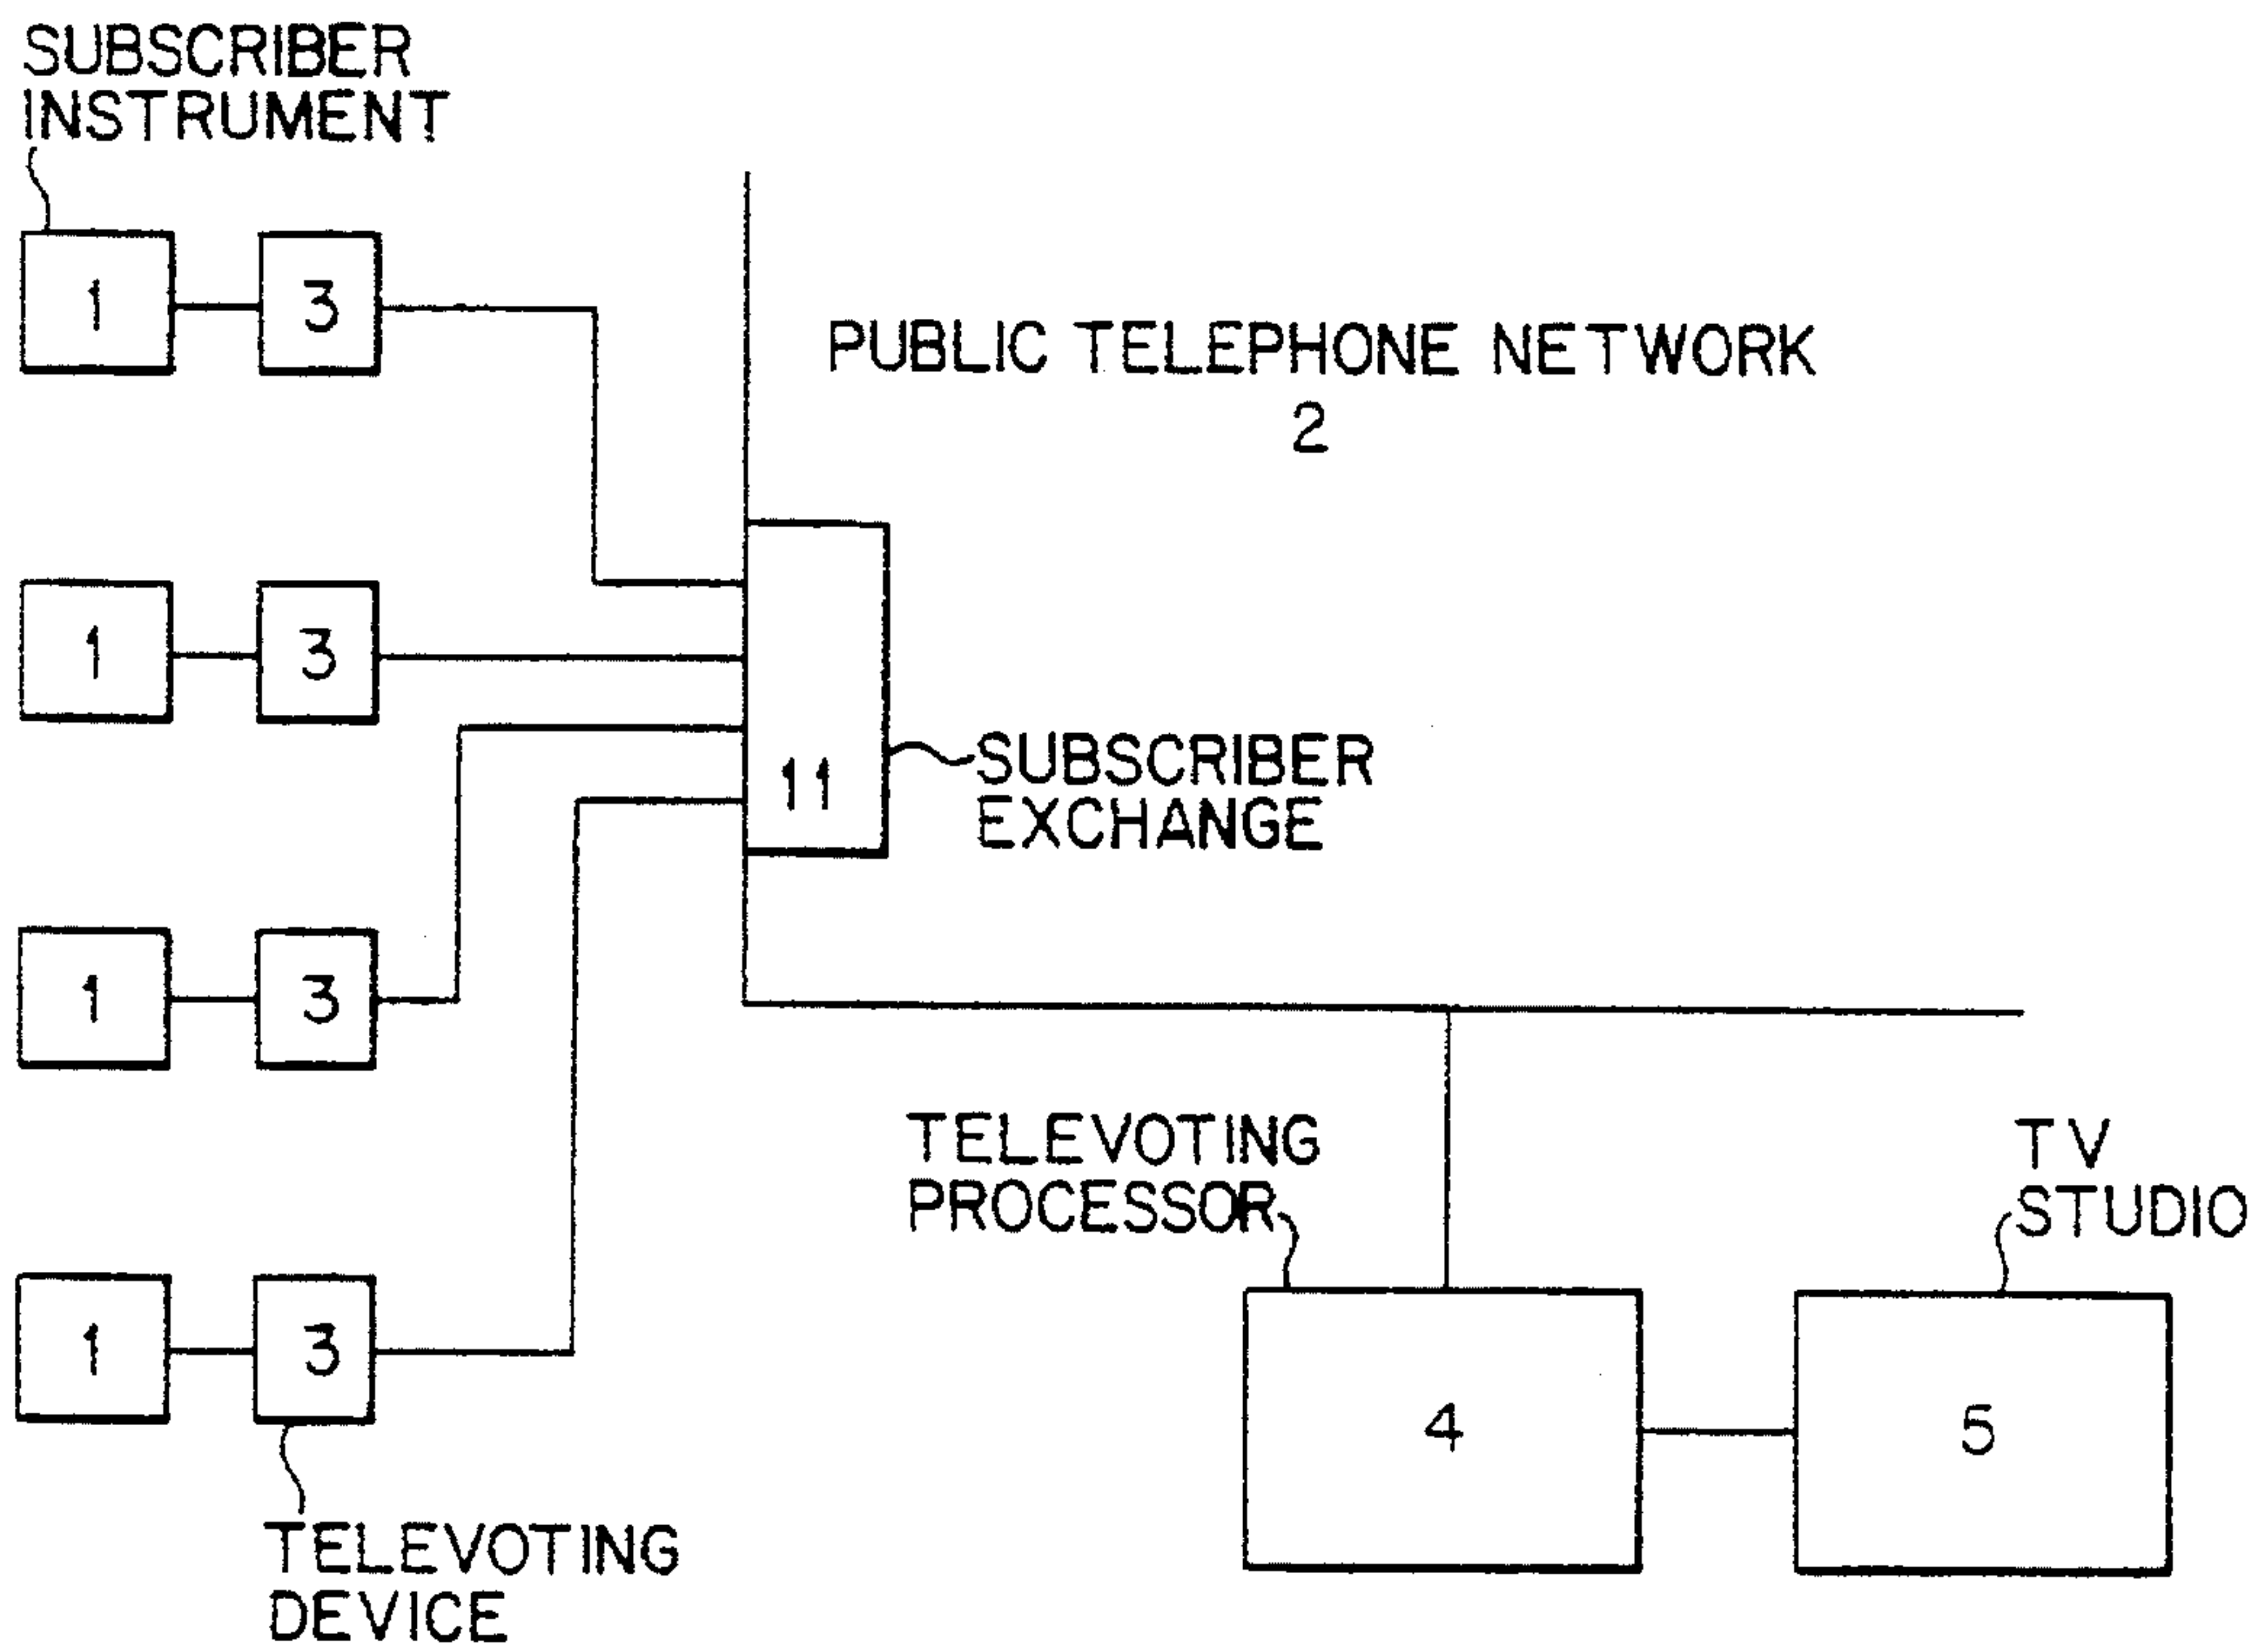 SUBSCRIBER
INSTRUMENT
1 3
PUBLIC TELEPHONE NETWORK
2
1 3
11
SUBSCRIBER
EXCHANGE
1 3
TELEVOTING
PROCESSOR
TV
STUDIO
1 3
4
5
TELEVOTING
DEVICE